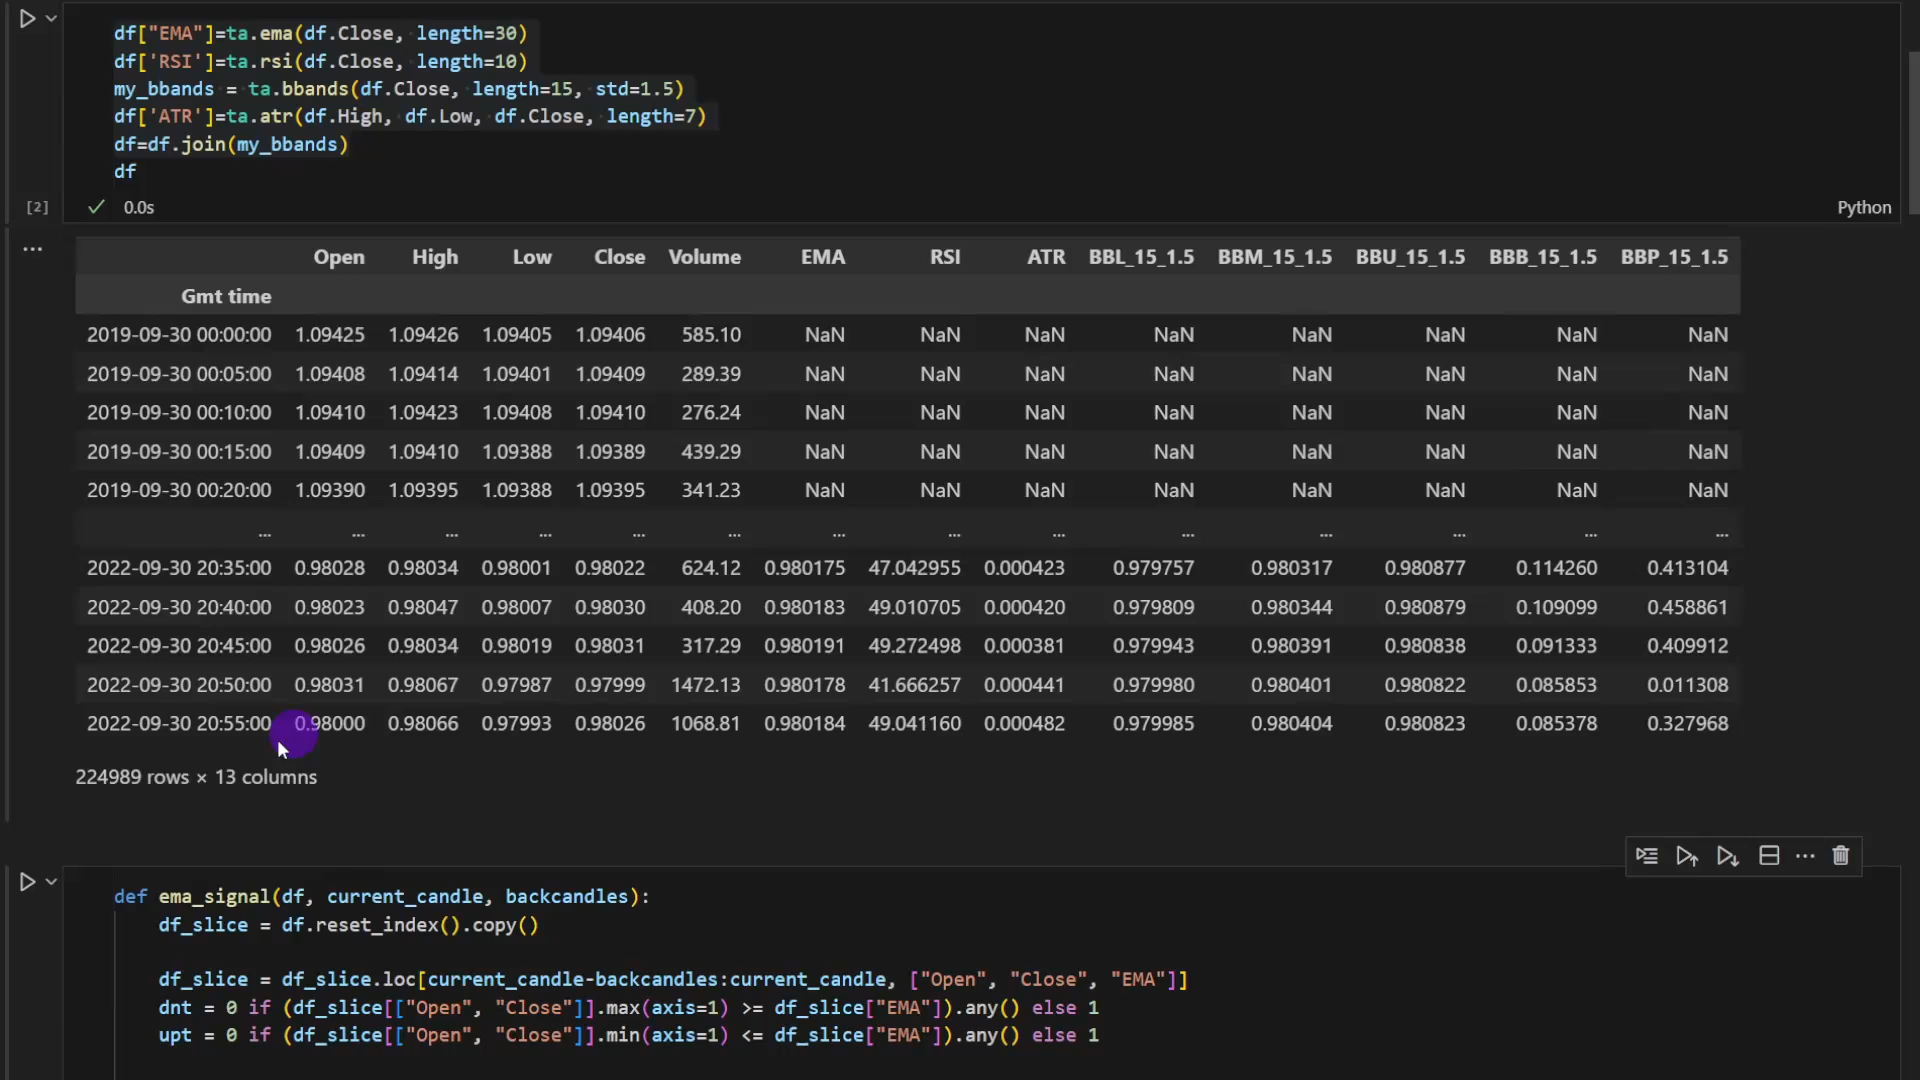 df["EMA"]=ta.ema(df.Close, length=30)
df['RSI']=ta.rsi(df.Close, length=10)
my_bbands = ta.bbands(df.Close, length=15, std=1.5)
df['ATR']=ta.atr(df.High, df.Low, df.Close, length=7)
df=df.join(my_bbands)
df
[2] 0.0s Python
...
Open High Low Close Volume EMA RSI ATR BBL_15_1.5 BBM_15_1.5 BBU_15_1.5 BBB_15_1.5 BBP_15_1.5
Gmt time
2019-09-30 00:00:00 1.09425 1.09426 1.09405 1.09406 585.10 NaN NaN NaN NaN NaN NaN NaN NaN
2019-09-30 00:05:00 1.09408 1.09414 1.09401 1.09409 289.39 NaN NaN NaN NaN NaN NaN NaN NaN
2019-09-30 00:10:00 1.09410 1.09423 1.09408 1.09410 276.24 NaN NaN NaN NaN NaN NaN NaN NaN
2019-09-30 00:15:00 1.09409 1.09410 1.09388 1.09389 439.29 NaN NaN NaN NaN NaN NaN NaN NaN
2019-09-30 00:20:00 1.09390 1.09395 1.09388 1.09395 341.23 NaN NaN NaN NaN NaN NaN NaN NaN
... ... ... ... ... ... ... ... ... ... ... ... ... ...
2022-09-30 20:35:00 0.98028 0.98034 0.98001 0.98022 624.12 0.980175 47.042955 0.000423 0.979757 0.980317 0.980877 0.114260 0.413104
2022-09-30 20:40:00 0.98023 0.98047 0.98007 0.98030 408.20 0.980183 49.010705 0.000420 0.979809 0.980344 0.980879 0.109099 0.458861
2022-09-30 20:45:00 0.98026 0.98034 0.98019 0.98031 317.29 0.980191 49.272498 0.000381 0.979943 0.980391 0.980838 0.091333 0.409912
2022-09-30 20:50:00 0.98031 0.98067 0.97987 0.97999 1472.13 0.980178 41.666257 0.000441 0.979980 0.980401 0.980822 0.085853 0.011308
2022-09-30 20:55:00 0.98000 0.98066 0.97993 0.98026 1068.81 0.980184 49.041160 0.000482 0.979985 0.980404 0.980823 0.085378 0.327968
224989 rows × 13 columns
def ema_signal(df, current_candle, backcandles):
df_slice = df.reset_index().copy()
df_slice = df_slice.loc[current_candle-backcandles:current_candle, ["Open", "Close", "EMA"]]
dnt = 0 if (df_slice[["Open", "Close"]].max(axis=1) >= df_slice["EMA"]).any() else 1
upt = 0 if (df_slice[["Open", "Close"]].min(axis=1) <= df_slice["EMA"]).any() else 1